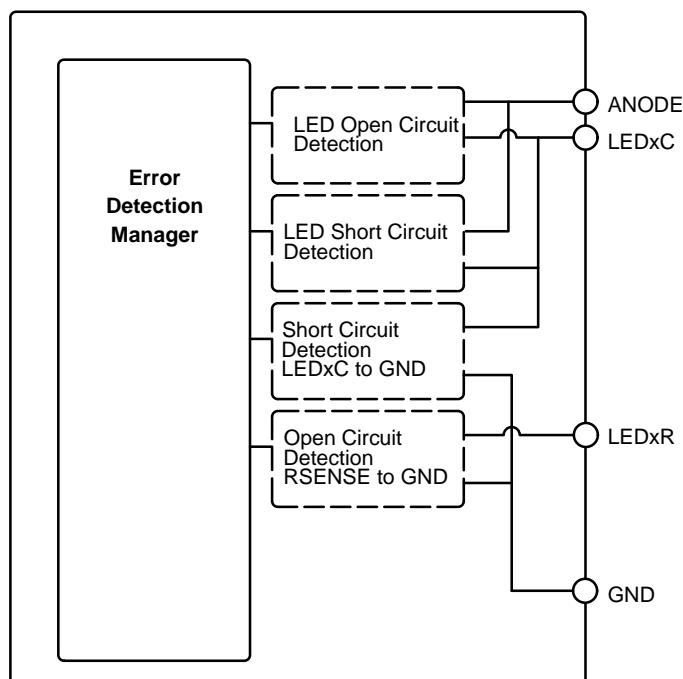 Error
Detection
Manager
LED Open Circuit
Detection
LED Short Circuit
Detection
Short Circuit
Detection
LEDxC to GND
Open Circuit
Detection
RSENSE to GND
ANODE
LEDxC
LEDxR
GND